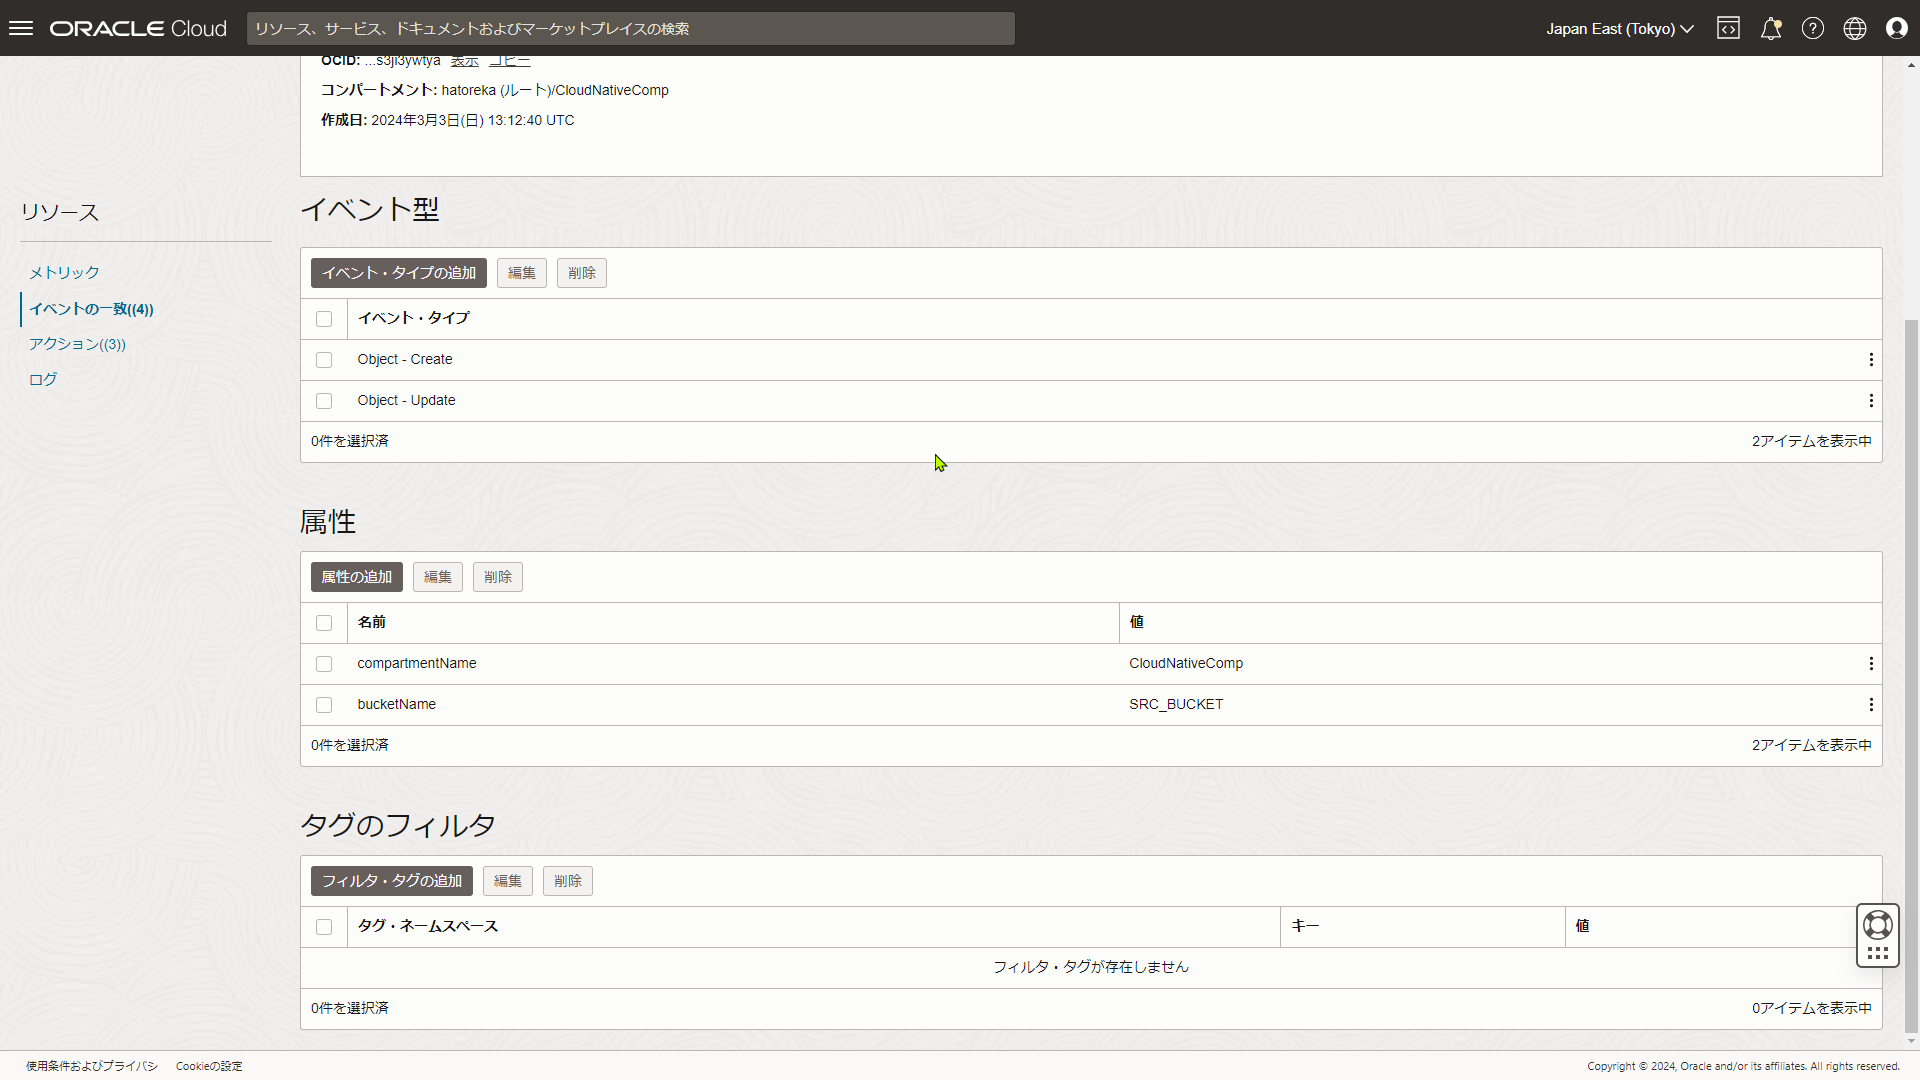 ORACLE Cloud
リソース、サービス、ドキュメントおよびマーケットプレイスの検索
Japan East (Tokyo)
OCID: ...s3ji3ywtya 表示 コピー
コンパートメント: hatoreka (ルート)/CloudNativeComp
作成日: 2024年3月3日(日) 13:12:40 UTC
リソース
メトリック
イベントの一致((4))
アクション((3))
ログ
イベント型
イベント・タイプの追加 編集 削除
イベント・タイプ
Object - Create
Object - Update
0件を選択済 2アイテムを表示中
属性
属性の追加 編集 削除
名前 値
compartmentName CloudNativeComp
bucketName SRC_BUCKET
0件を選択済 2アイテムを表示中
タグのフィルタ
フィルタ・タグの追加 編集 削除
タグ・ネームスペース キー 値
フィルタ・タグが存在しません
0件を選択済 0アイテムを表示中
使用条件およびプライバシ Cookieの設定
Copyright © 2024, Oracle and/or its affiliates. All rights reserved.